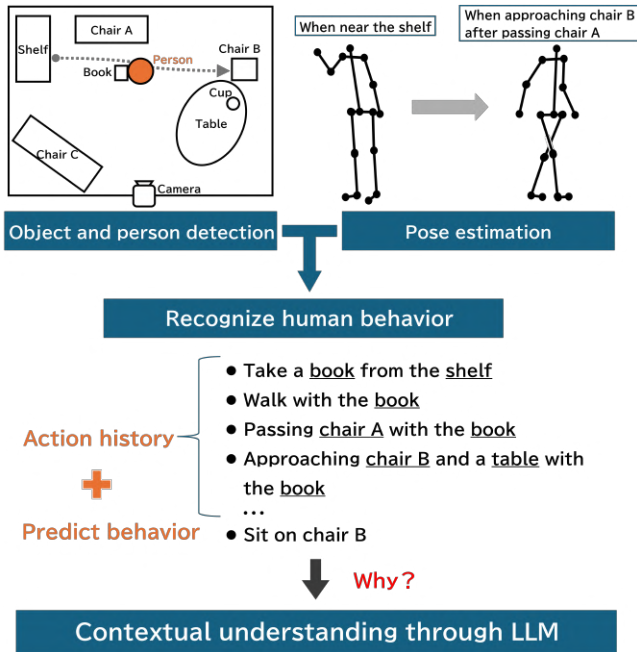 Shelf
Chair A
Person
Book
Chair B
Cup
Table
Chair C
Camera
When near the shelf
When approaching chair B
after passing chair A
Object and person detection
Pose estimation
Recognize human behavior
Action history
Predict behavior
● Take a book from the shelf
● Walk with the book
● Passing chair A with the book
● Approaching chair B and a table with
the book
…
● Sit on chair B
Why?
Contextual understanding through LLM